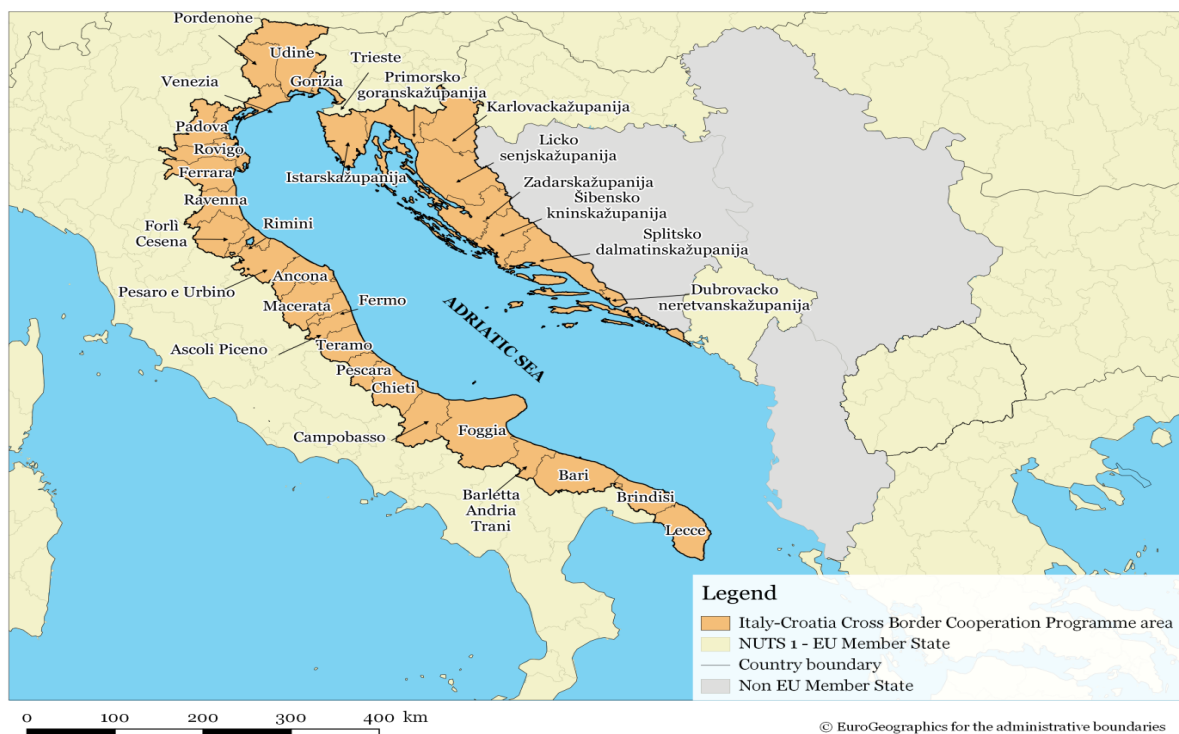 Pordenone
Udine
Trieste
Venezia
Gorizia
Primorsko
goranskažupanija
Karlovackažupanija
Padova
Licko
senjskažupanija
Rovigo
Istarskažupanija
Ferrara
Zadarskažupanija
Ravenna
Šibensko
kninskažupanija
Forlì
Cesena
Rimini
Splitsko
dalmatinskažupanija
Ancona
Pesaro e Urbino
Dubrovacko
neretvanskažupanija
Macerata
Fermo
ADRIATIC SEA
Ascoli Piceno
Teramo
Pescara
Chieti
Campobasso
Foggia
Bari
Barletta
Andria
Trani
Brindisi
Lecce
Legend
Italy-Croatia Cross Border Cooperation Programme area
NUTS 1 - EU Member State
Country boundary
Non EU Member State
0 100 200 300 400 km
© EuroGeographics for the administrative boundaries